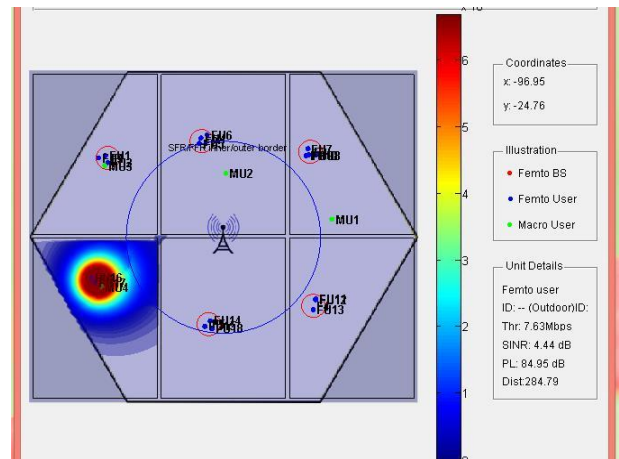 6
5
4
3
2
1
Coordinates
x: -96.95
y: -24.76
Illustration
Femto BS
Femto User
Macro User
Unit Details
Femto user
ID: -- (Outdoor)ID:
Thr: 7.63Mbps
SINR: 4.44 dB
PL: 84.95 dB
Dist:284.79
FU6
SFR/FFR inner/outer border
FU1
MU3
FU7
MU2
MU1
MU4
FU12
FU13
FU14